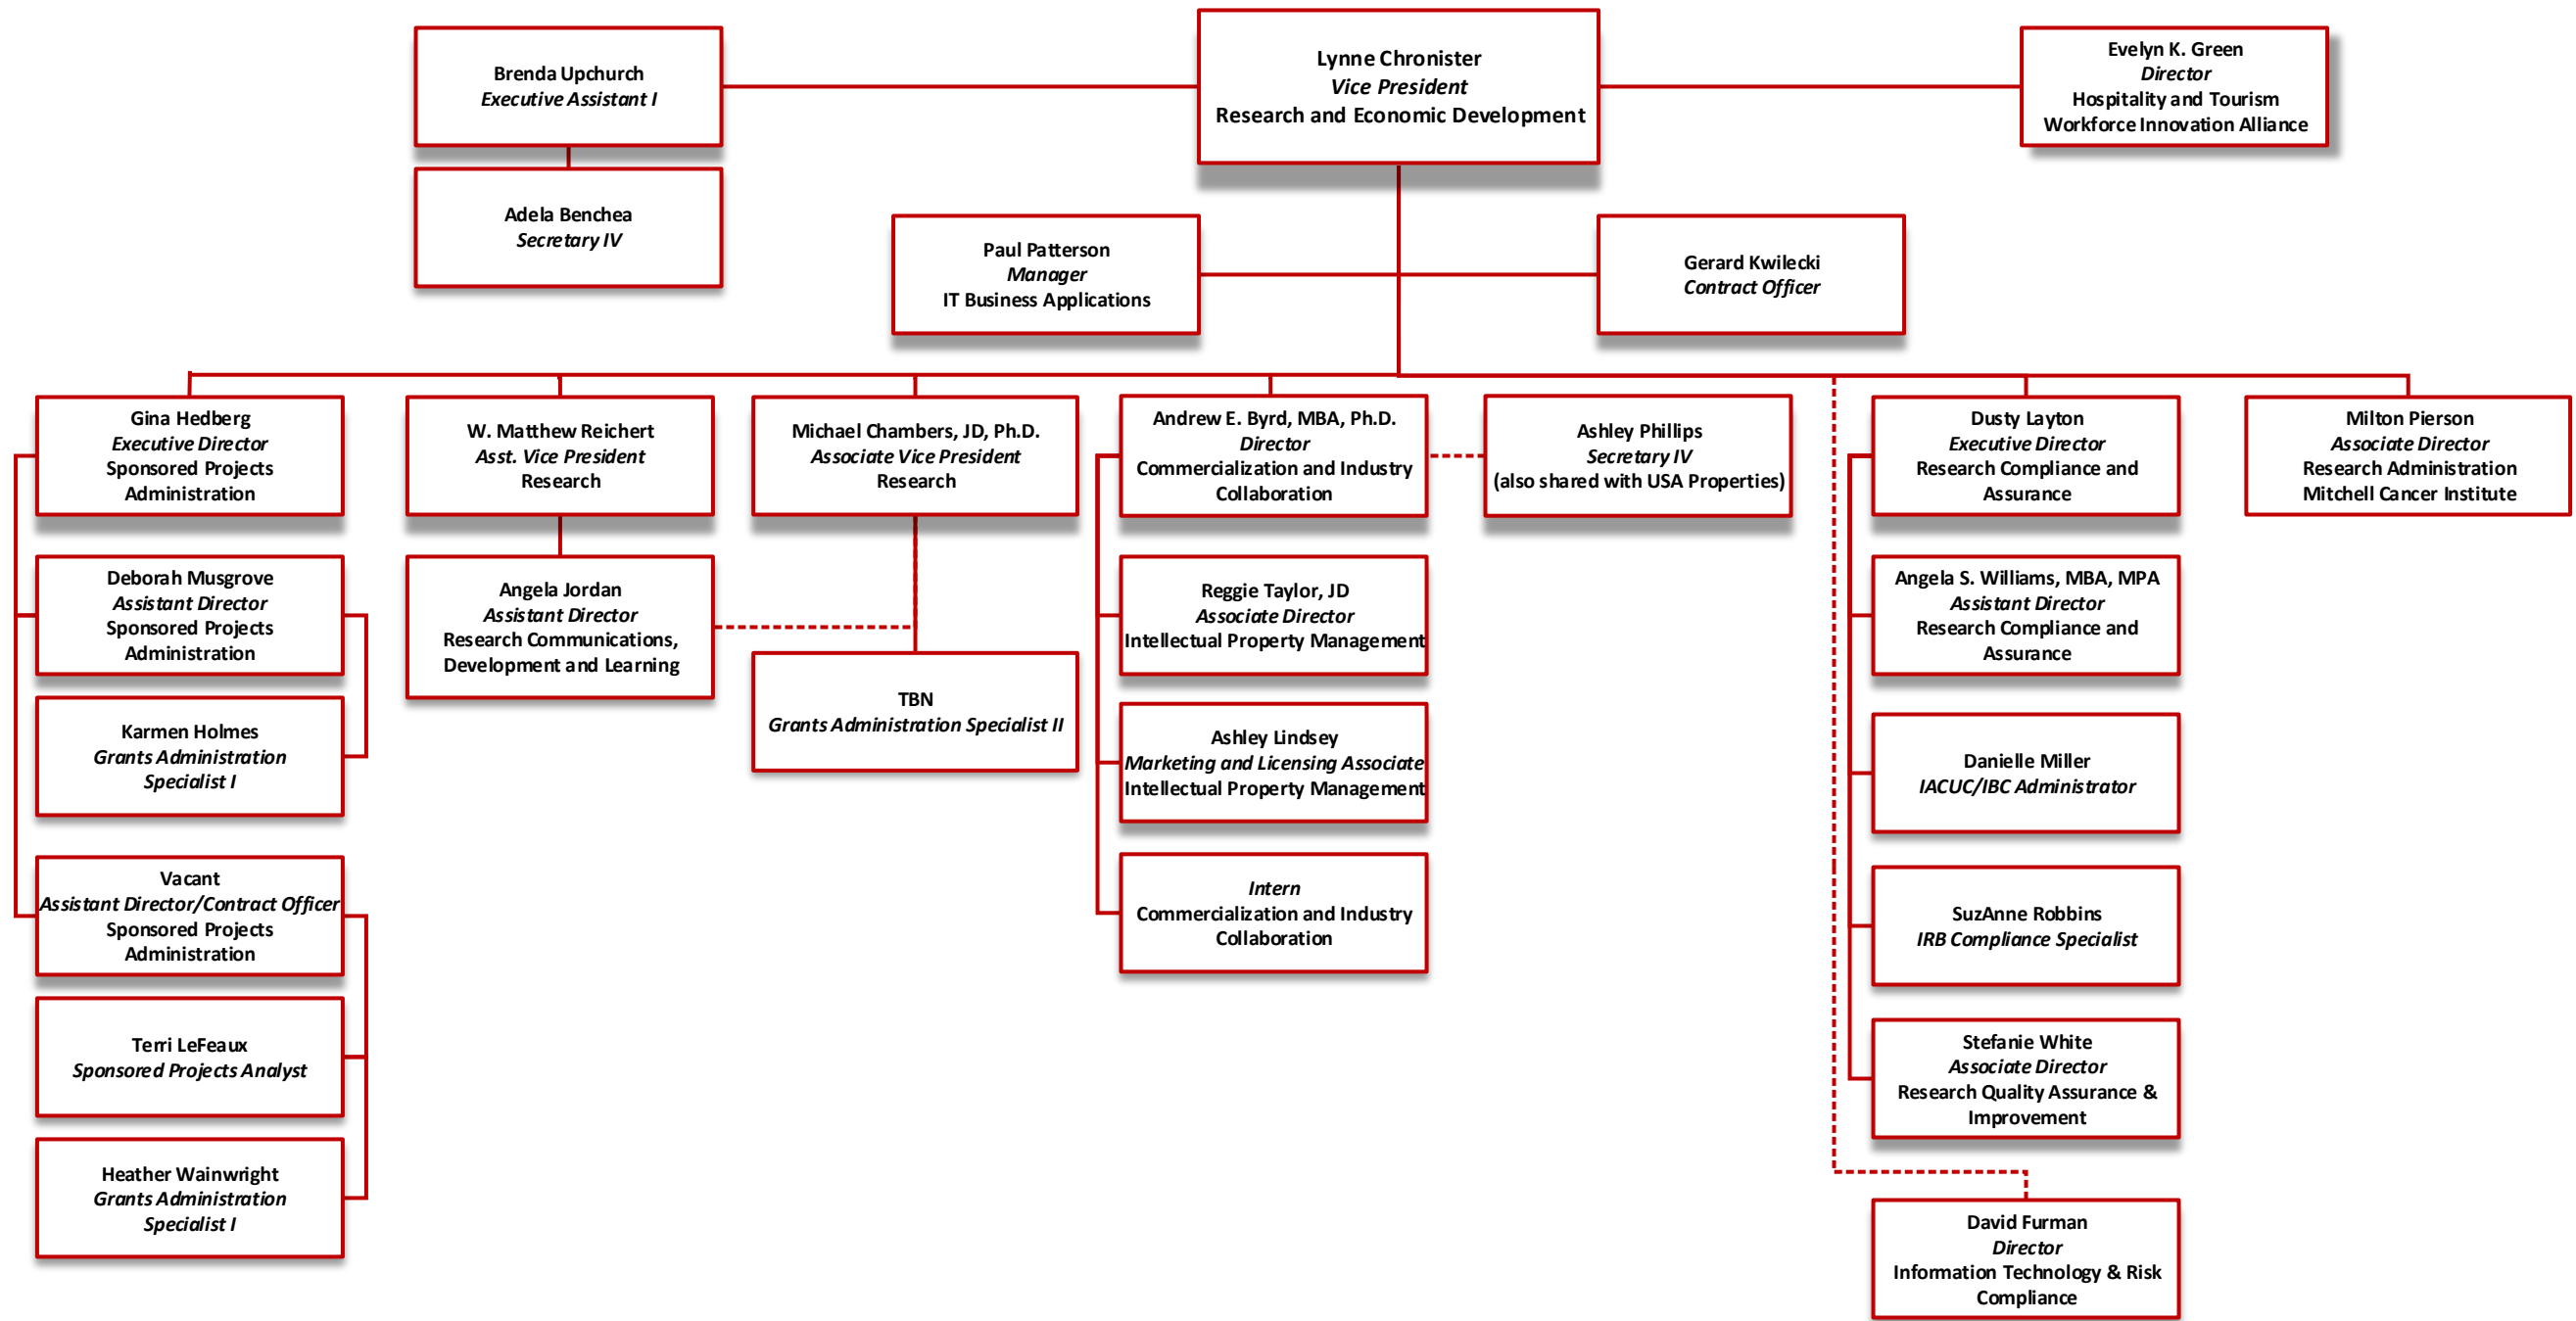 Brenda Upchurch
Executive Assistant I
Lynne Chronister
Vice President
Research and Economic Development
Evelyn K. Green
Director
Hospitality and Tourism
Workforce Innovation Alliance
Adela Benchea
Secretary IV
Paul Patterson
Manager
IT Business Applications
Gerard Kwilecki
Contract Officer
Gina Hedberg
Executive Director
Sponsored Projects
Administration
W. Matthew Reichert
Asst. Vice President
Research
Michael Chambers, JD, Ph.D.
Associate Vice President
Research
Andrew E. Byrd, MBA, Ph.D.
Director
Commercialization and Industry
Collaboration
Ashley Phillips
Secretary IV
(also shared with USA Properties)
Dusty Layton
Executive Director
Research Compliance and
Assurance
Milton Pierson
Associate Director
Research Administration
Mitchell Cancer Institute
Deborah Musgrove
Assistant Director
Sponsored Projects
Administration
Angela Jordan
Assistant Director
Research Communications,
Development and Learning
Reggie Taylor, JD
Associate Director
Intellectual Property Management
Angela S. Williams, MBA, MPA
Assistant Director
Research Compliance and
Assurance
Karmen Holmes
Grants Administration
Specialist I
TBN
Grants Administration Specialist II
Ashley Lindsey
Marketing and Licensing Associate
Intellectual Property Management
Danielle Miller
IACUC/IBC Administrator
Vacant
Assistant Director/Contract Officer
Sponsored Projects
Administration
Intern
Commercialization and Industry
Collaboration
SuzAnne Robbins
IRB Compliance Specialist
Terri LeFeaux
Sponsored Projects Analyst
Stefanie White
Associate Director
Research Quality Assurance &
Improvement
Heather Wainwright
Grants Administration
Specialist I
David Furman
Director
Information Technology & Risk
Compliance